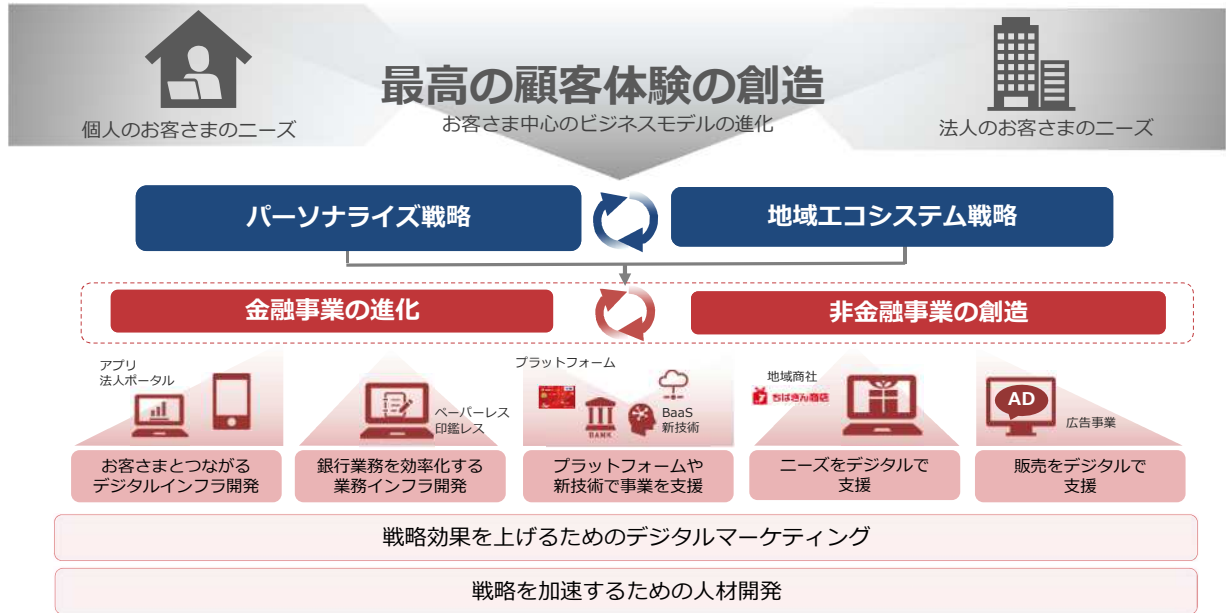 最高の顧客体験の創造
お客さま中心のビジネスモデルの進化
個人のお客さまのニーズ
法人のお客さまのニーズ
パーソナライズ戦略
地域エコシステム戦略
金融事業の進化
非金融事業の創造
アプリ
法人ポータル
ペーパーレス
印鑑レス
プラットフォーム
BANK
BaaS
新技術
地域商社
ちばぎん商店
AD
広告事業
お客さまとつながる
デジタルインフラ開発
銀行業務を効率化する
業務インフラ開発
プラットフォームや
新技術で事業を支援
ニーズをデジタルで
支援
販売をデジタルで
支援
戦略効果を上げるためのデジタルマーケティング
戦略を加速するための人材開発